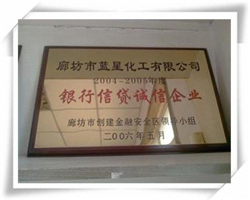 廊坊市蓝星化工有限公司
2004-2005年度
银行信贷诚信企业
廊坊市创建金融安全区领导小组
二00六年五月